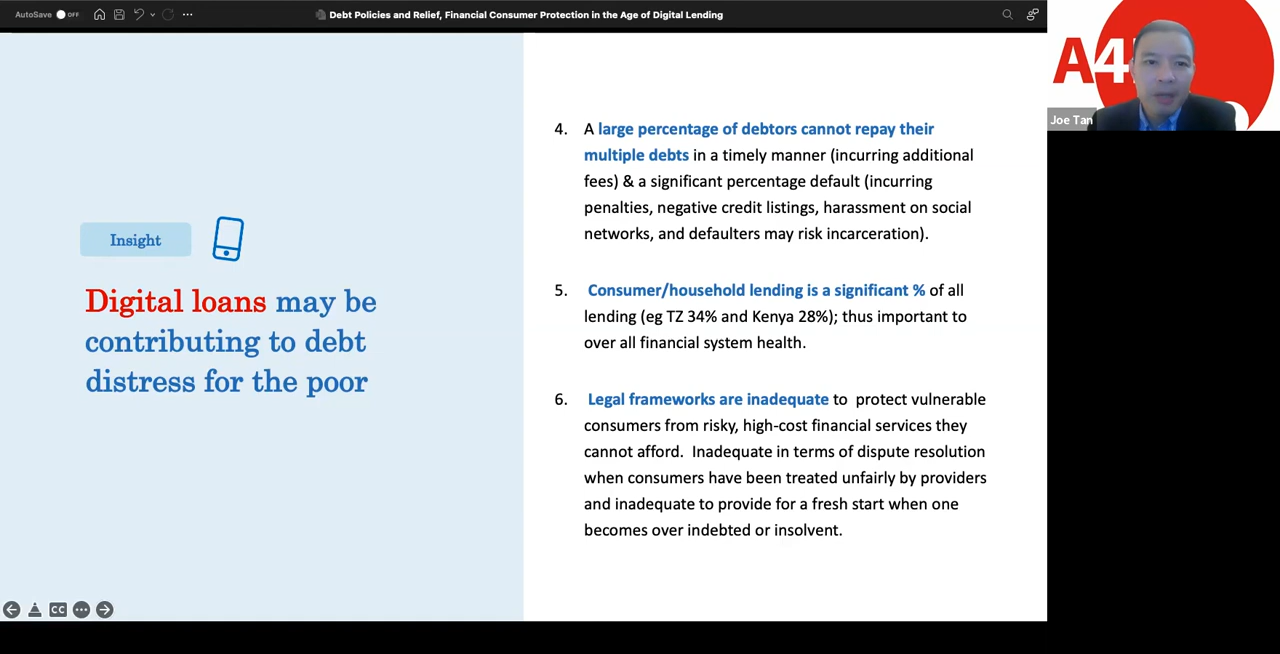 AutoSave OFF
Debt Policies and Relief, Financial Consumer Protection in the Age of Digital Lending
Joe Tan
Insight
Digital loans may be
contributing to debt
distress for the poor
4. A large percentage of debtors cannot repay their
multiple debts in a timely manner (incurring additional
fees) & a significant percentage default (incurring
penalties, negative credit listings, harassment on social
networks, and defaulters may risk incarceration).
5. Consumer/household lending is a significant % of all
lending (eg TZ 34% and Kenya 28%); thus important to
over all financial system health.
6. Legal frameworks are inadequate to protect vulnerable
consumers from risky, high-cost financial services they
cannot afford. Inadequate in terms of dispute resolution
when consumers have been treated unfairly by providers
and inadequate to provide for a fresh start when one
becomes over indebted or insolvent.
CC